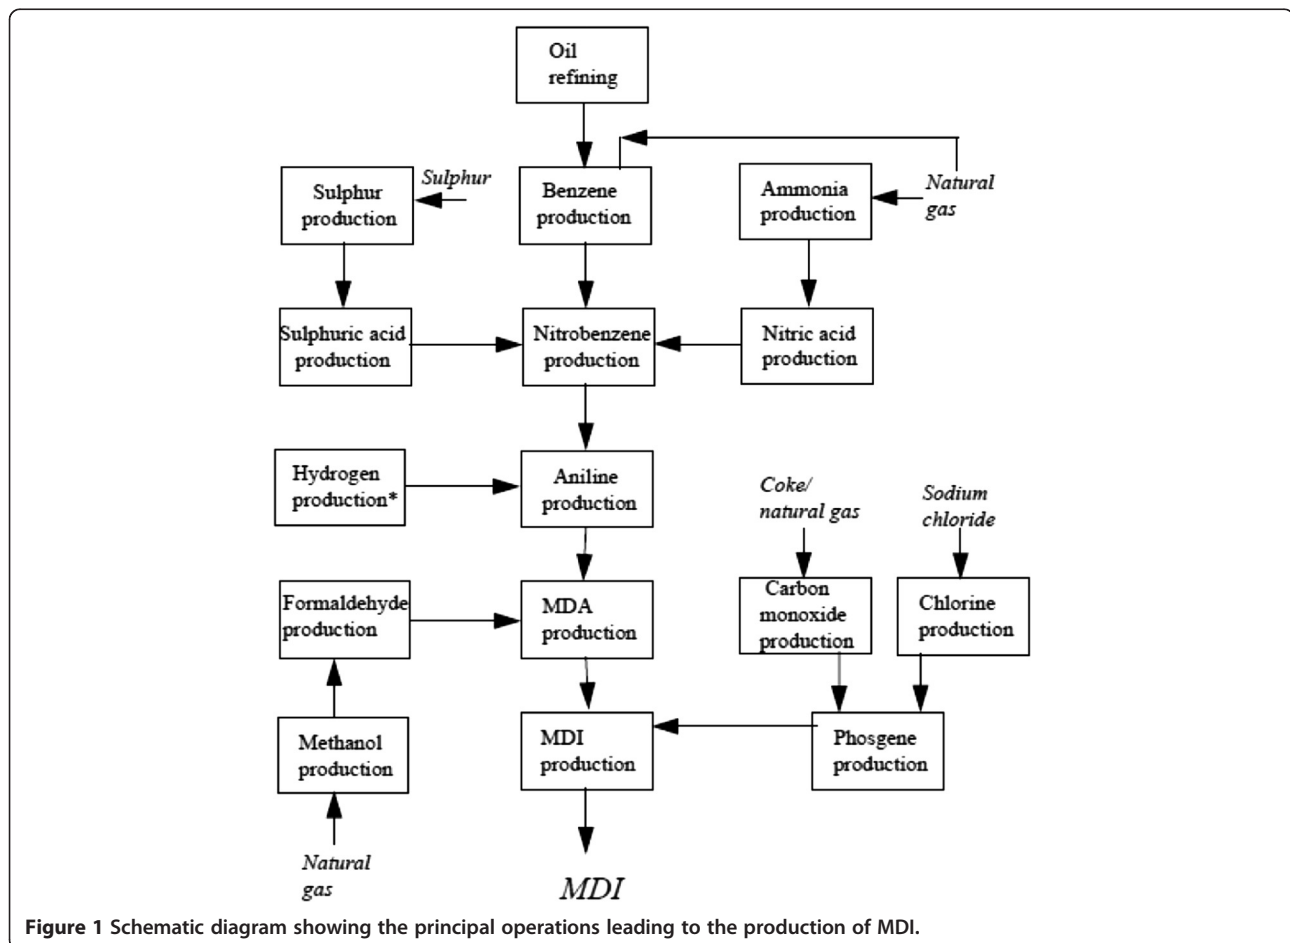 Oil
refining
Sulphur
production
Sulphur
Benzene
production
Ammonia
production
Natural
gas
Sulphuric acid
production
Nitrobenzene
production
Nitric acid
production
Hydrogen
production*
Aniline
production
Coke/
natural gas
Sodium
chloride
Formaldehyde
production
MDA
production
Carbon
monoxide
production
Chlorine
production
Methanol
production
MDI
production
Phosgene
production
Natural
gas
MDI
Figure 1 Schematic diagram showing the principal operations leading to the production of MDI.